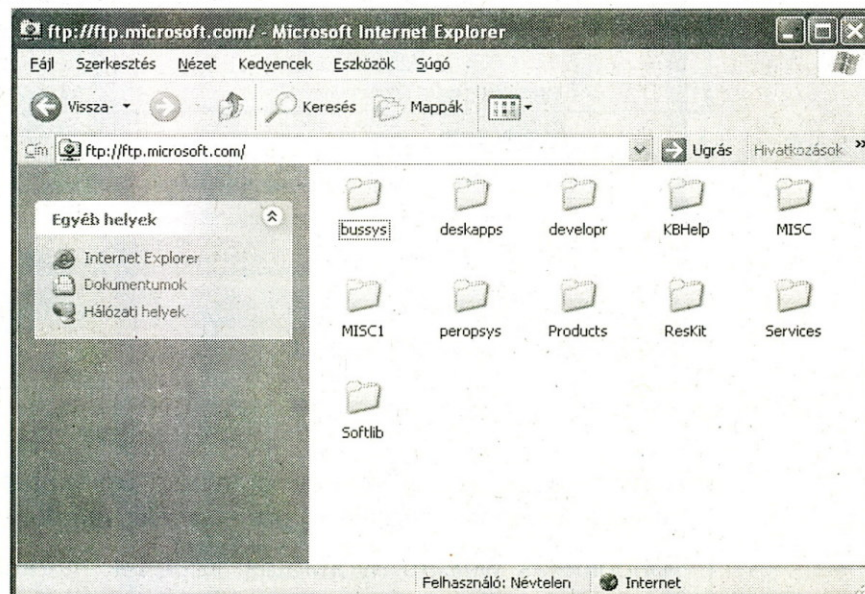 ftp://ftp.microsoft.com/ - Microsoft Internet Explorer
Fájl Szerkesztés Nézet Kedvencek Eszközök Súgó
Vissza Keresés Mappák
Cím ftp://ftp.microsoft.com/ Ugrás Hivatkozások »
Egyéb helyek
Internet Explorer
Dokumentumok
Hálózati helyek
bussys deskapps developr KBHelp MISC
MISC1 peropsys Products ResKit Services
Softlib
Felhasználó: Névtelen Internet